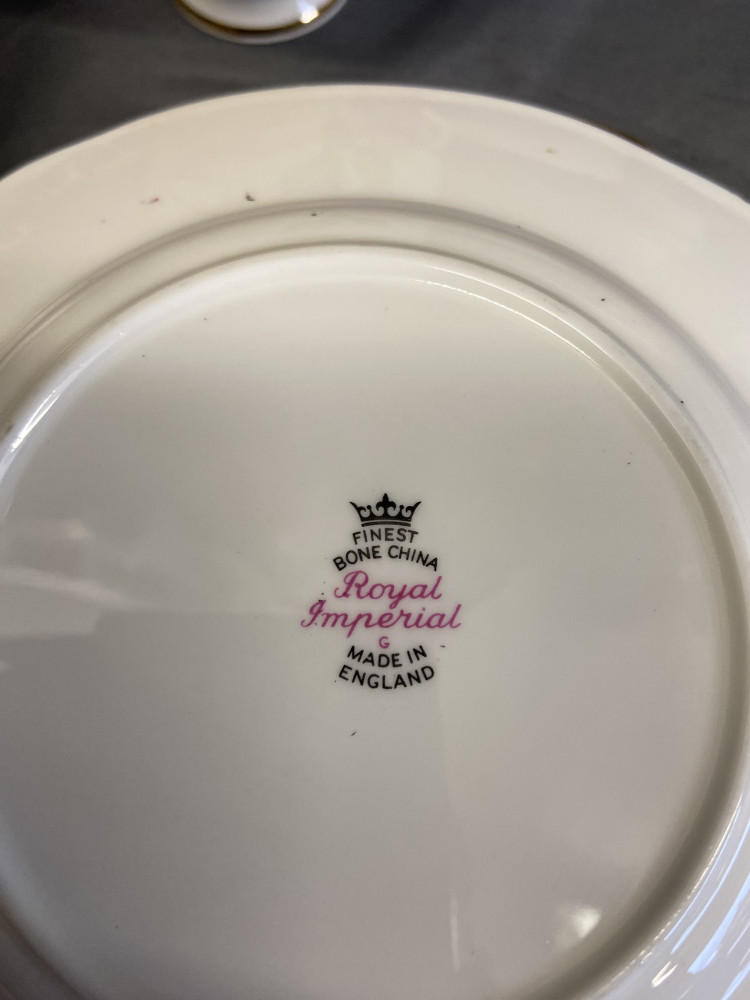 FINEST
BONE CHINA
Royal
Imperial
G
MADE IN
ENGLAND